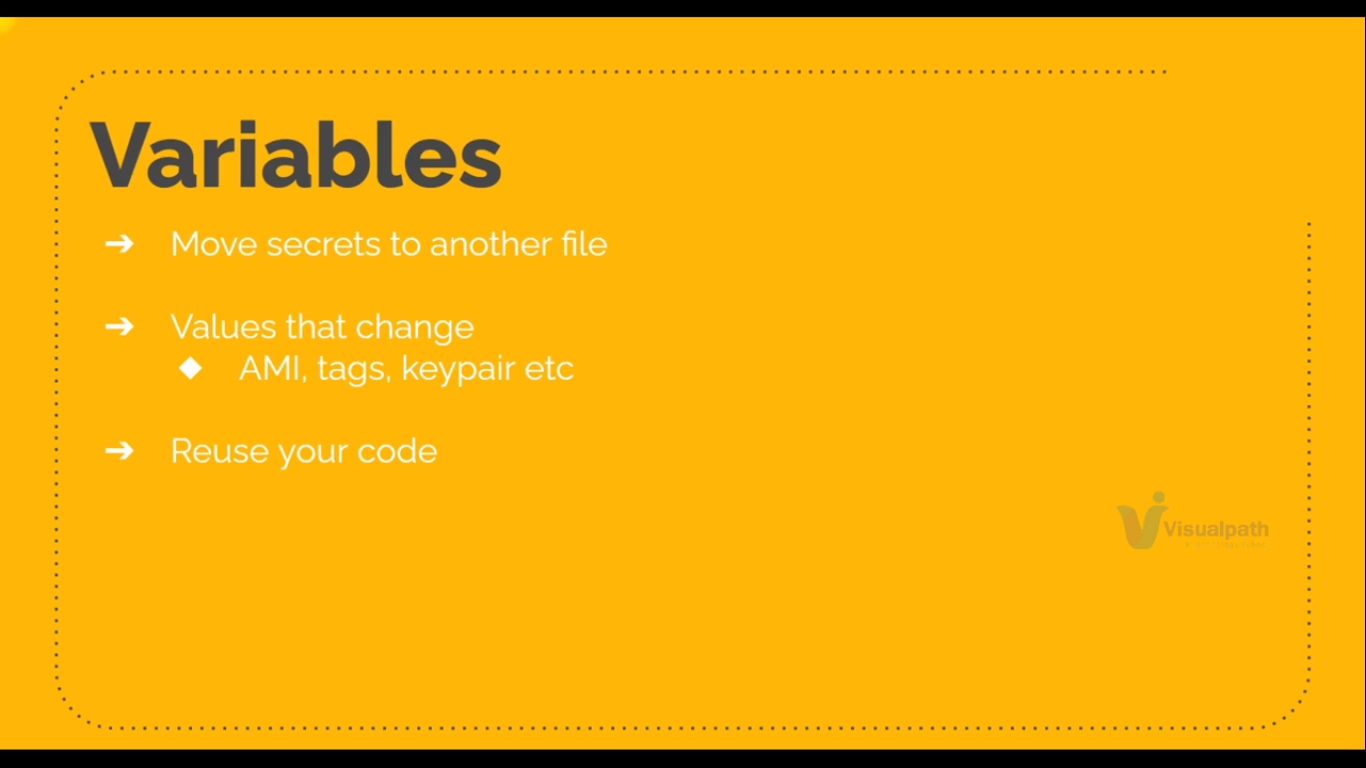 Variables
➔ Move secrets to another file
➔ Values that change
◆ AMI, tags, keypair etc
➔ Reuse your code
Visualpath